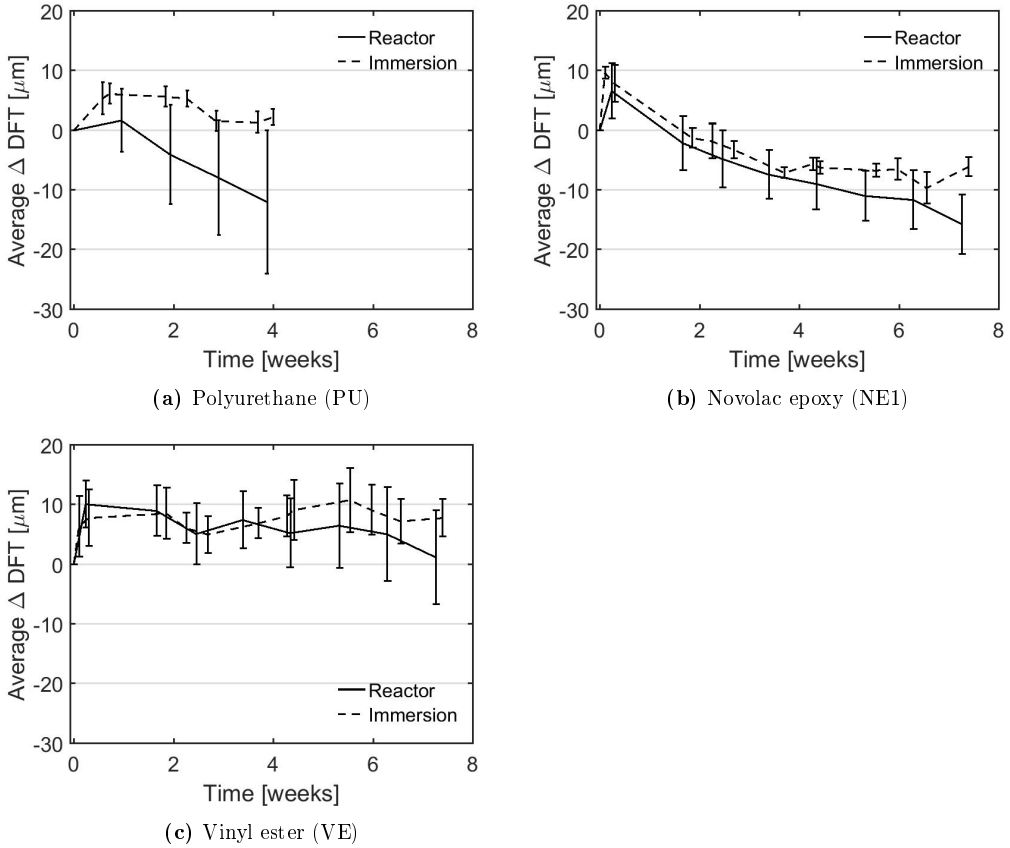 20
10
0
-10
-20
-30
Average Δ DFT [μm]
Reactor
Immersion
0 2 4 6 8
Time [weeks]
(a) Polyurethane (PU)
20
10
0
-10
-20
-30
Average Δ DFT [μm]
Reactor
Immersion
0 2 4 6 8
Time [weeks]
(b) Novolac epoxy (NE1)
20
10
0
-10
-20
-30
Average Δ DFT [μm]
Reactor
Immersion
0 2 4 6 8
Time [weeks]
(c) Vinyl ester (VE)